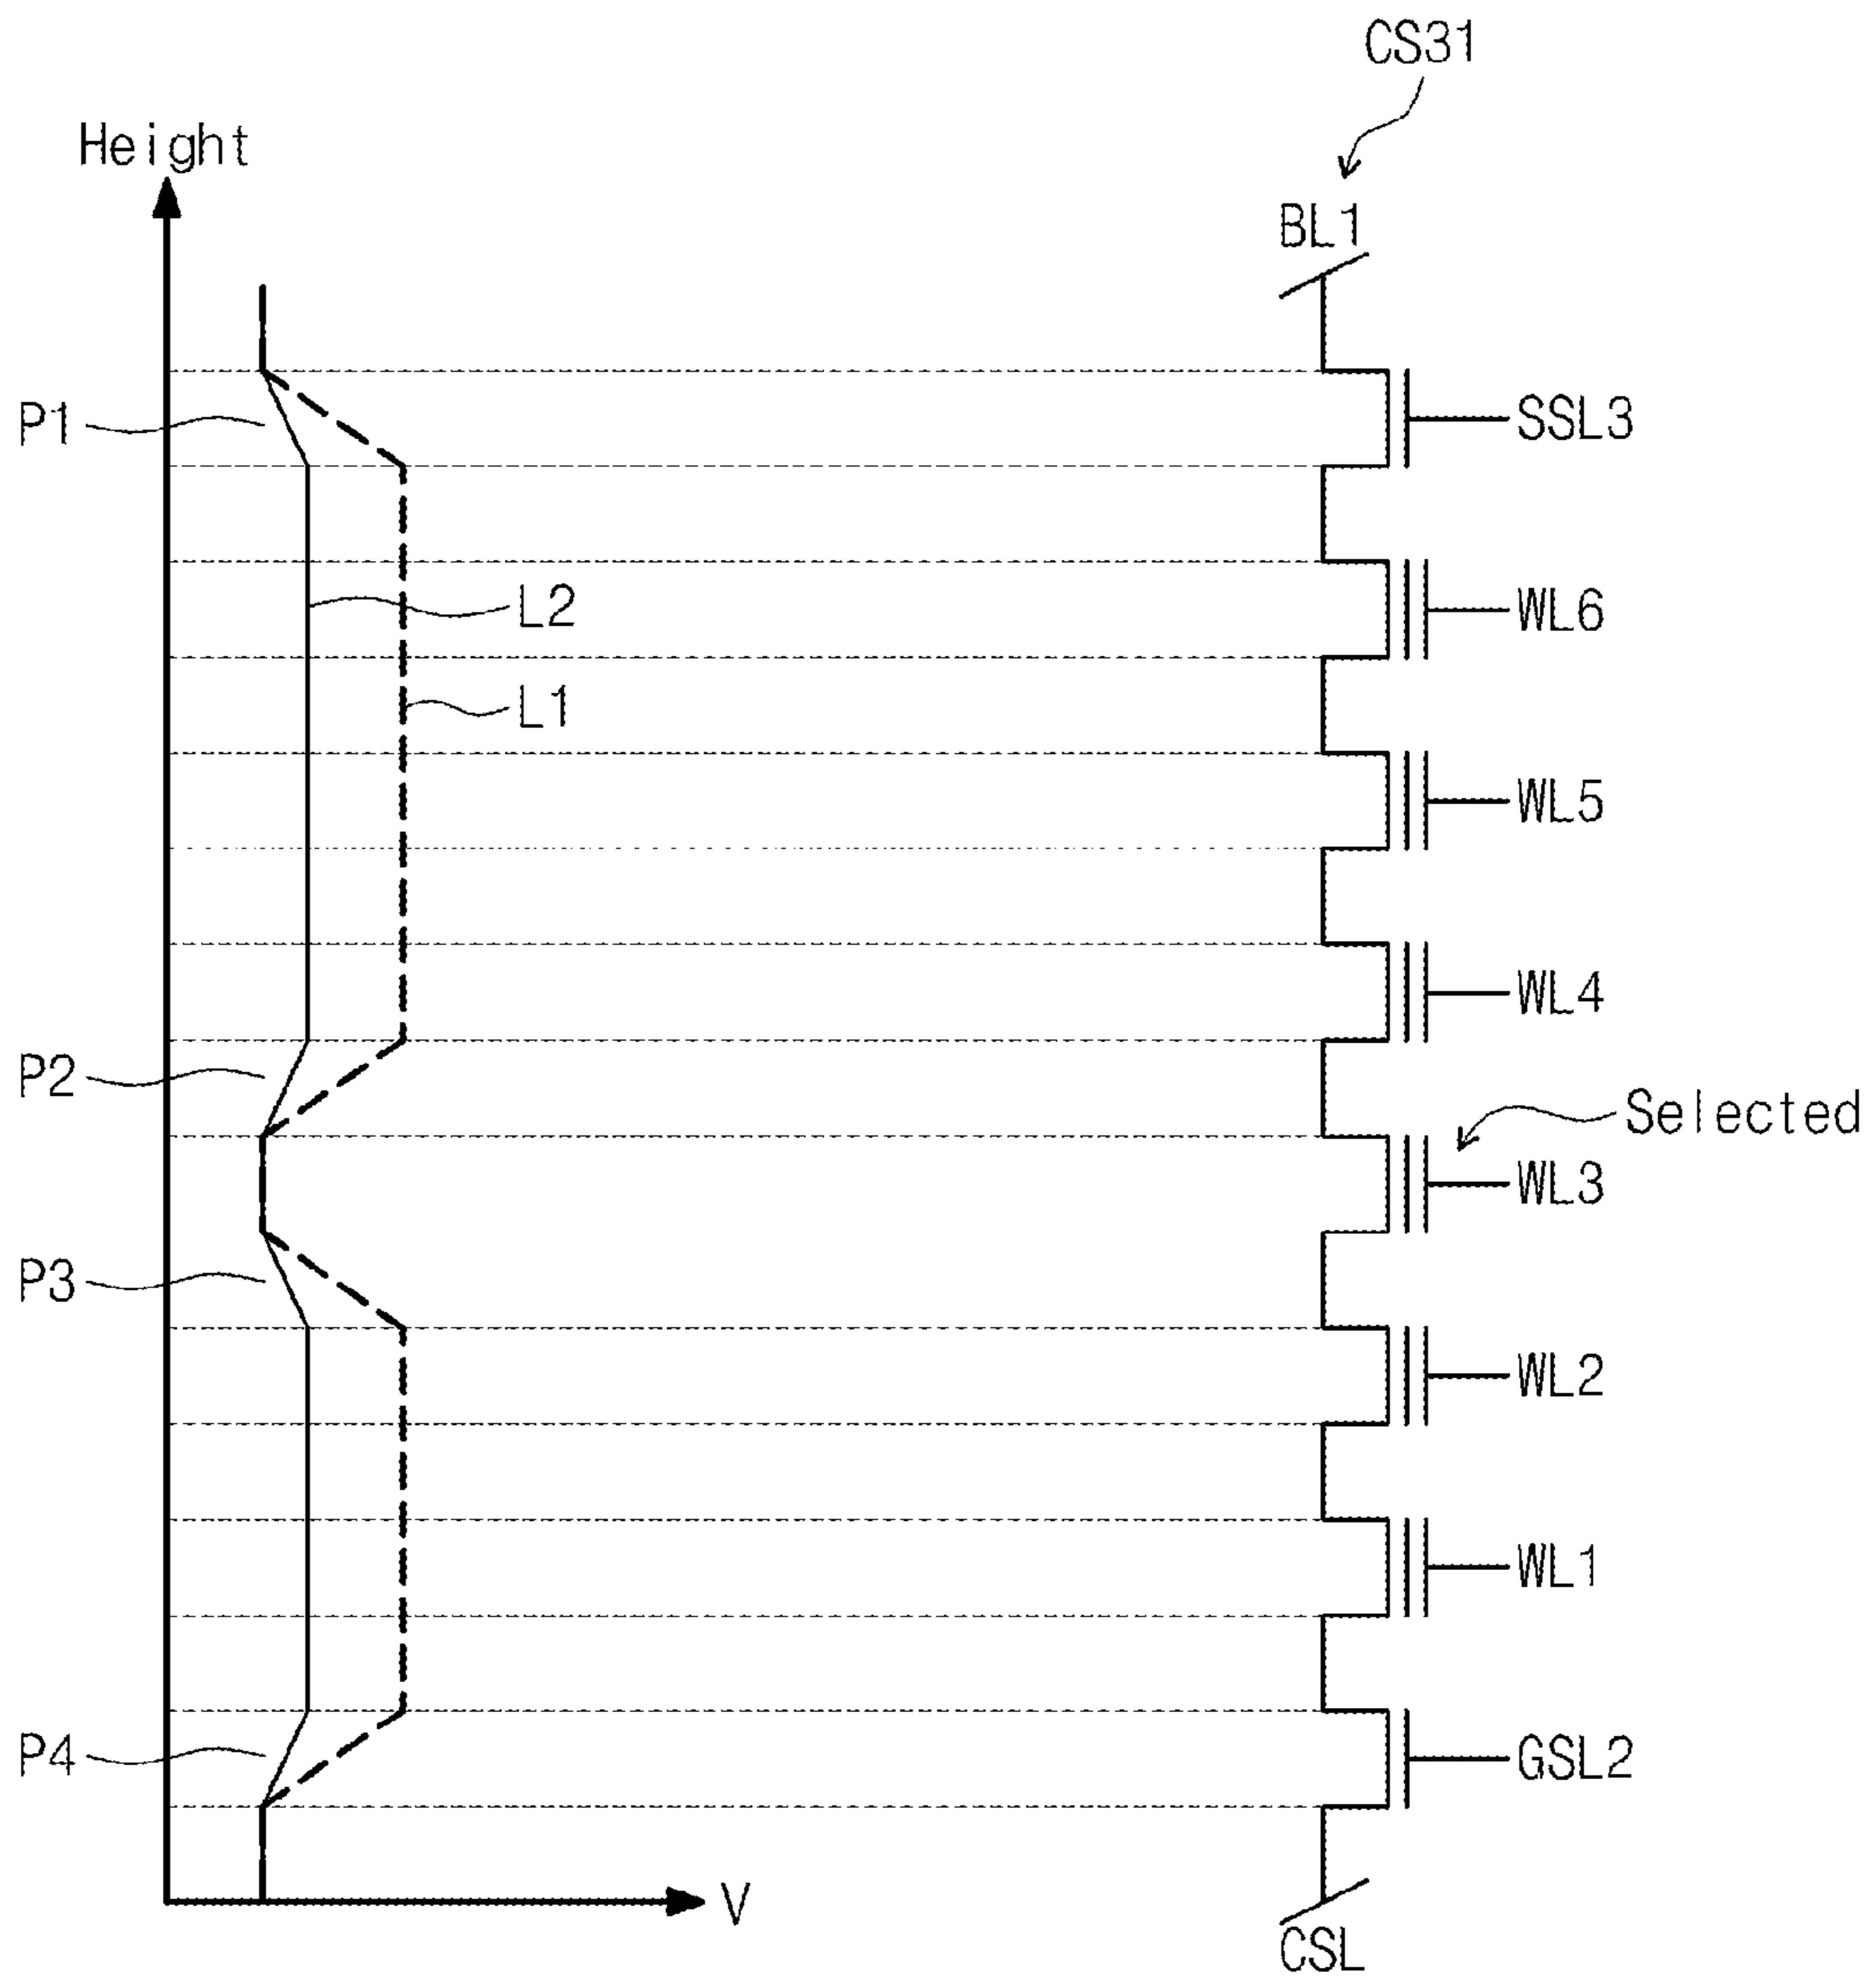 CS31
Height
BL1
P1
SSL3
L2
WL6
L1
WL5
WL4
P2
Selected
WL3
P3
WL2
WL1
P4
GSL2
V
CSL